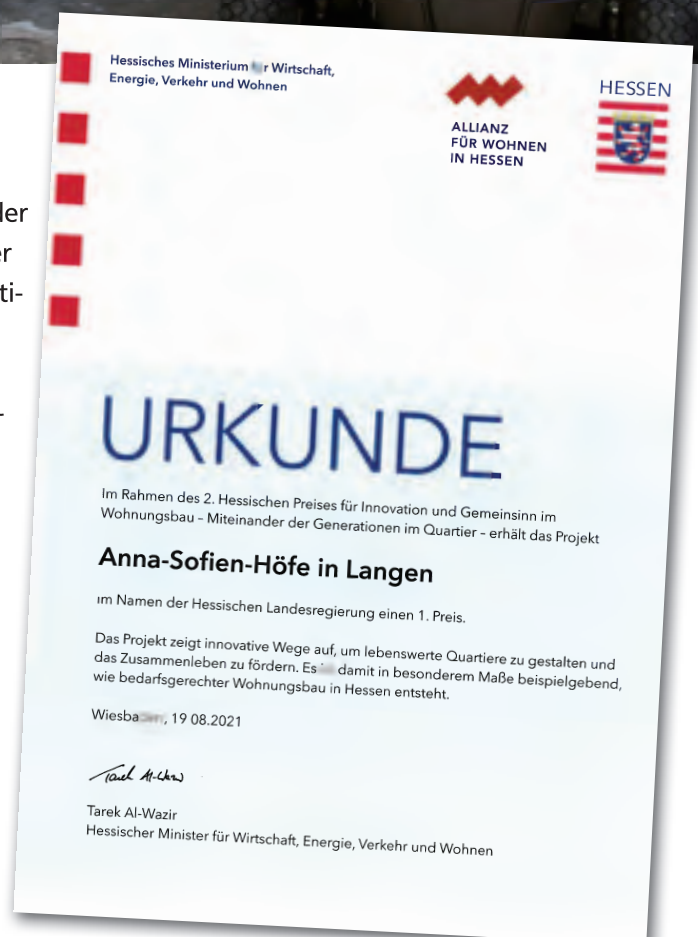 Hessisches Ministerium Wirtschaft,
Energie, Verkehr und Wohnen
ALLIANZ
FÜR WOHNEN
IN HESSEN
HESSEN
URKUNDE
Im Rahmen des 2. Hessischen Preises für Innovation und Gemeinsinn im
Wohnungsbau – Miteinander der Generationen im Quartier – erhält das Projekt
Anna-Sofien-Höfe in Langen
im Namen der Hessischen Landesregierung einen 1. Preis.
Das Projekt zeigt innovative Wege auf, um lebenswerte Quartiere zu gestalten und
das Zusammenleben zu fördern. Es damit in besonderem Maße beispielgebend,
wie bedarfsgerechter Wohnungsbau in Hessen entsteht.
19 08.2021
Tarek Al-Wazir
Hessischer Minister für Wirtschaft, Energie, Verkehr und Wohnen